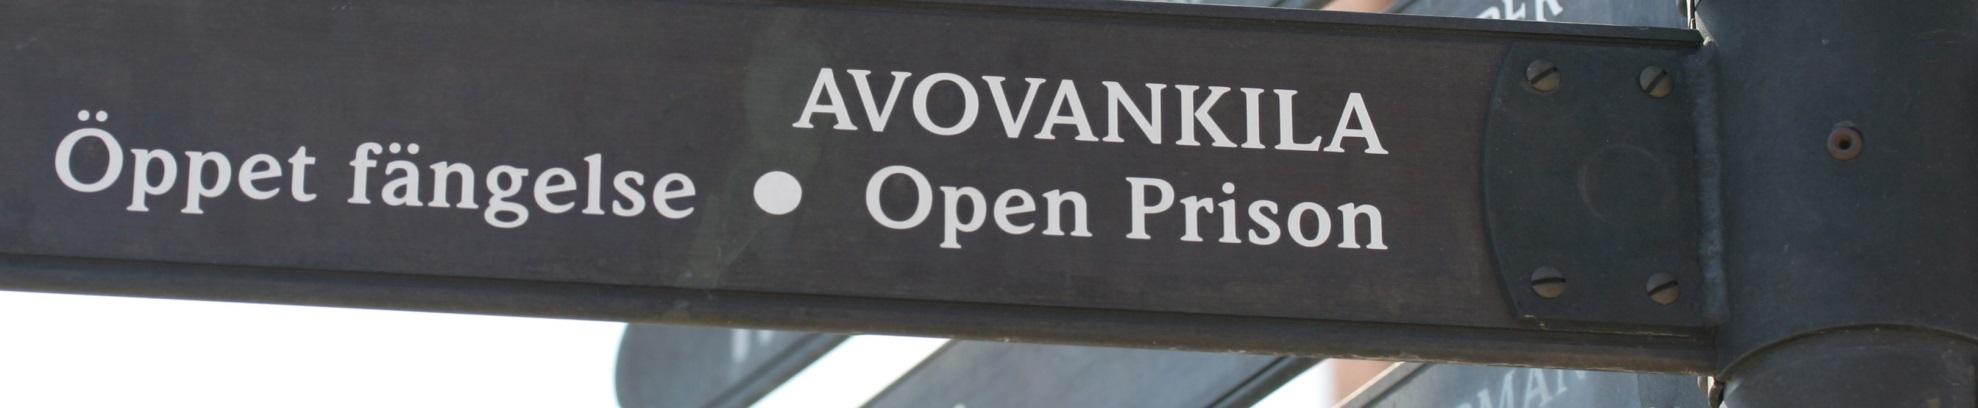 AVOVANKILA
Öppet fängelse ● Open Prison